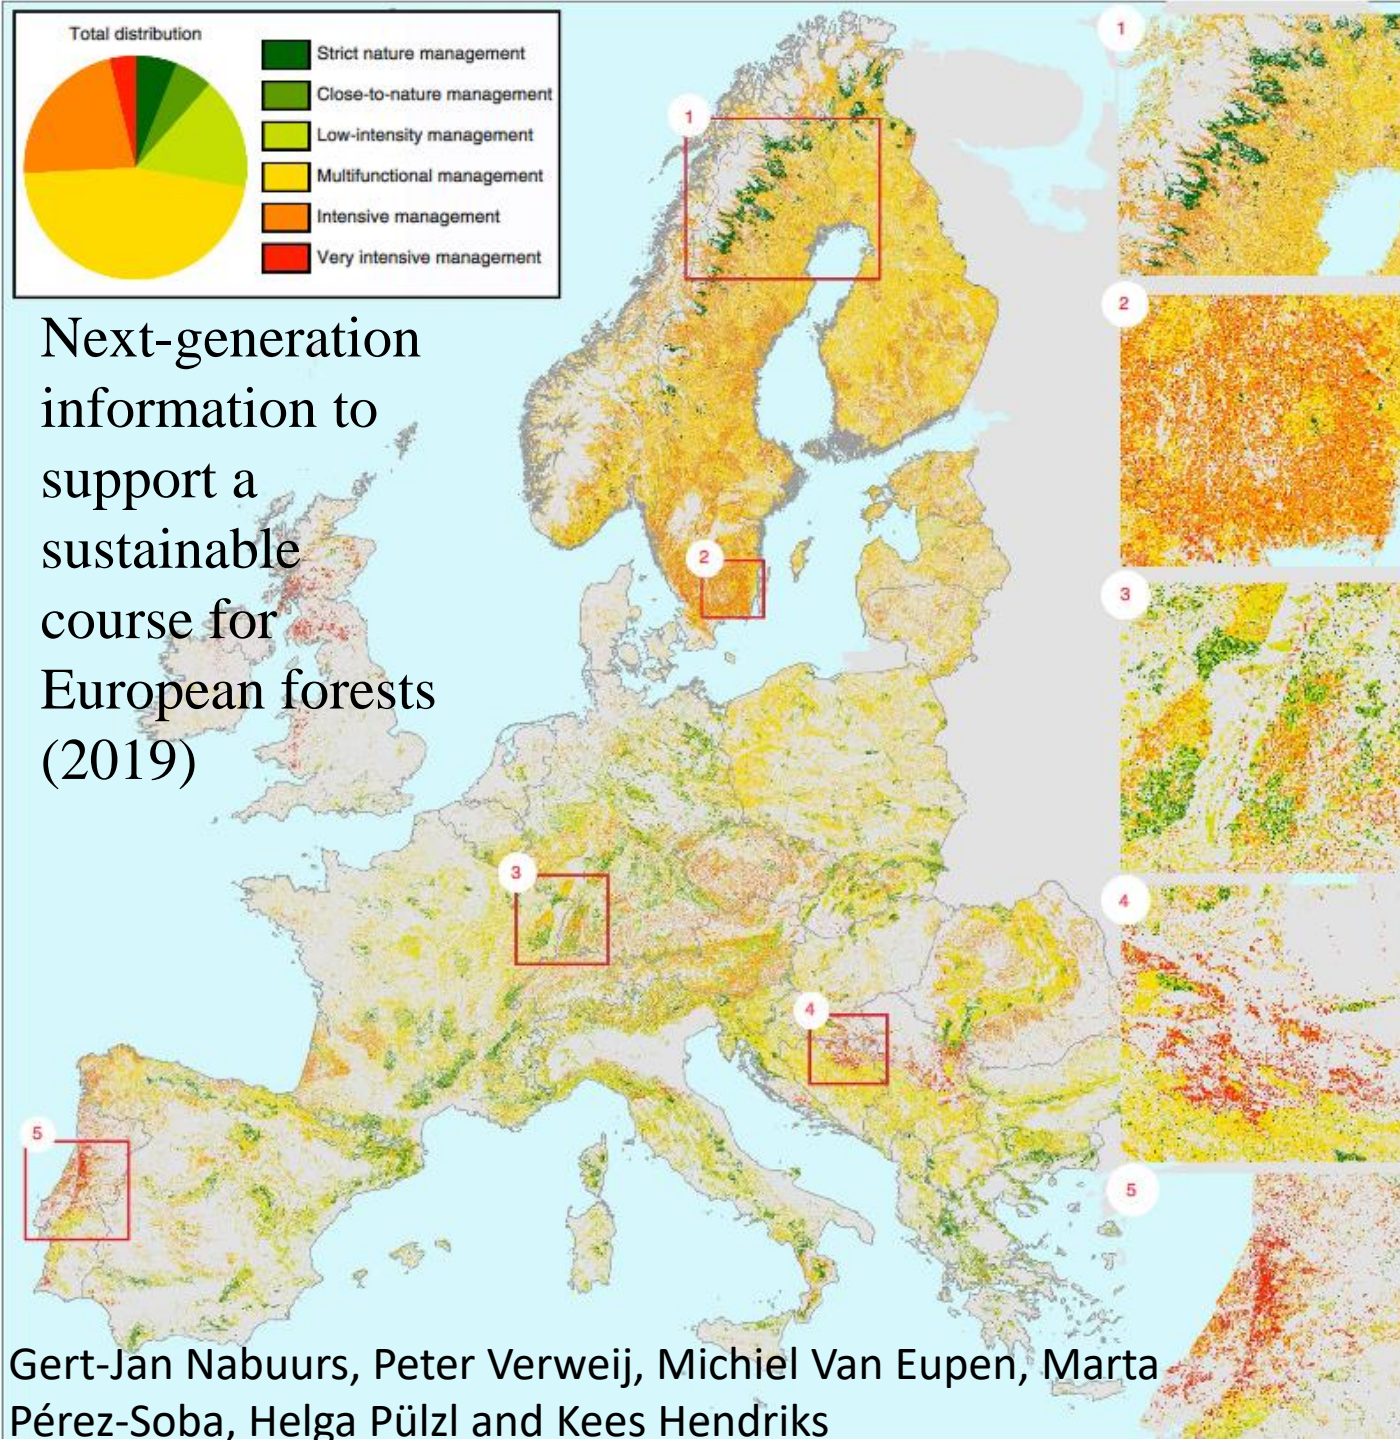 Total distribution
Strict nature management
Close-to-nature management
Low-intensity management
Multifunctional management
Intensive management
Very intensive management
Next-generation
information to
support a
sustainable
course for
European forests
(2019)
1
2
3
4
5
1
2
3
4
5
Gert-Jan Nabuurs, Peter Verweij, Michiel Van Eupen, Marta
Pérez-Soba, Helga Pülzl and Kees Hendriks